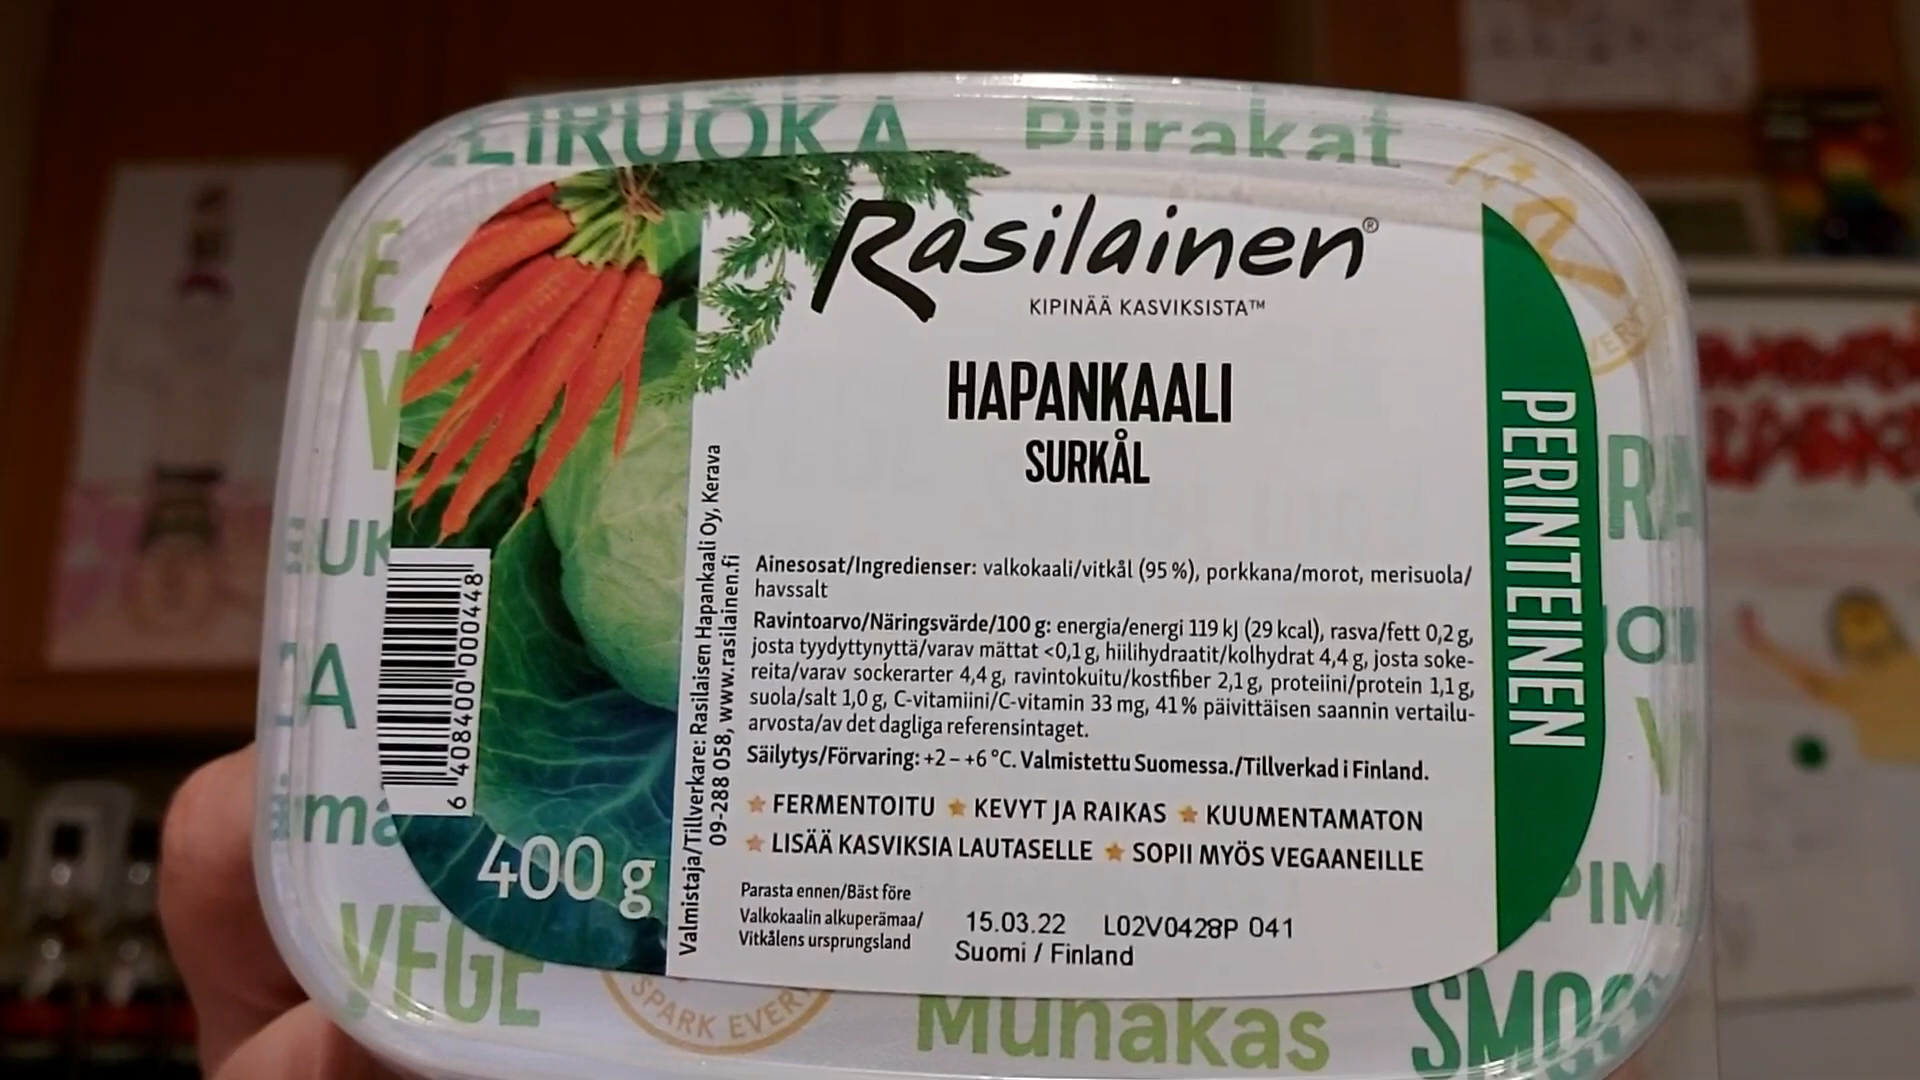 Piirakat
Rasilainen®
KIPINÄÄ KASVIKSISTA™
HAPANKAALI
SURKÅL
PERINTEINEN
Ainesosat/Ingredienser: valkokaali/vitkål (95 %), porkkana/morot, merisuola/
havssalt
Ravintoarvo/Näringsvärde/100 g: energia/energi 119 kJ (29 kcal), rasva/fett 0,2 g,
josta tyydyttynyttä/varav mättat <0,1 g, hiilihydraatit/kolhydrat 4,4 g, josta soke-
reita/varav sockerarter 4,4 g, ravintokuitu/kostfiber 2,1 g, proteiini/protein 1,1 g,
suola/salt 1,0 g, C-vitamiini/C-vitamin 33 mg, 41 % päivittäisen saannin vertailu-
arvosta/av det dagliga referensintaget.
Säilytys/Förvaring: +2 – +6 °C. Valmistettu Suomessa./Tillverkad i Finland.
FERMENTOITU KEVYT JA RAIKAS KUUMENTAMATON
LISÄÄ KASVIKSIA LAUTASELLE SOPII MYÖS VEGAANEILLE
Parasta ennen/Bäst före
Valkokaalin alkuperämaa/ 15.03.22 L02V0428P 041
Vitkålens ursprungsland Suomi / Finland
Valmistaja/Tillverkare: Rasilaisen Hapankaali Oy, Kerava
09-288 058, www.rasilainen.fi
6 408400 000448
400 g
VEGE
SPARK EVERY
Munakas